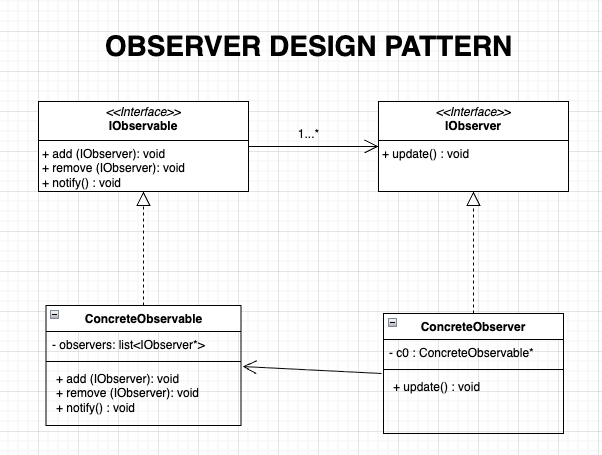 OBSERVER DESIGN PATTERN
<<Interface>>
IObservable
+ add (IObserver): void
+ remove (IObserver): void
+ notify() : void
1...*
<<Interface>>
IObserver
+ update() : void
ConcreteObservable
- observers: list<IObserver*>
+ add (IObserver): void
+ remove (IObserver): void
+ notify() : void
ConcreteObserver
- c0 : ConcreteObservable*
+ update() : void